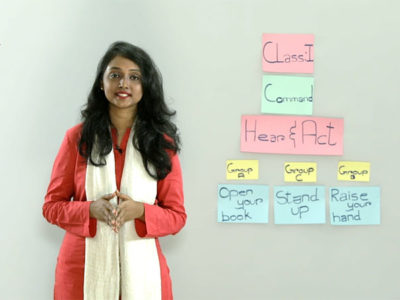 CLass:I
Command
Hear & Act
Group
A
Group
C
Group
B
Open
your
book
Stand
up
Raise
your
hand